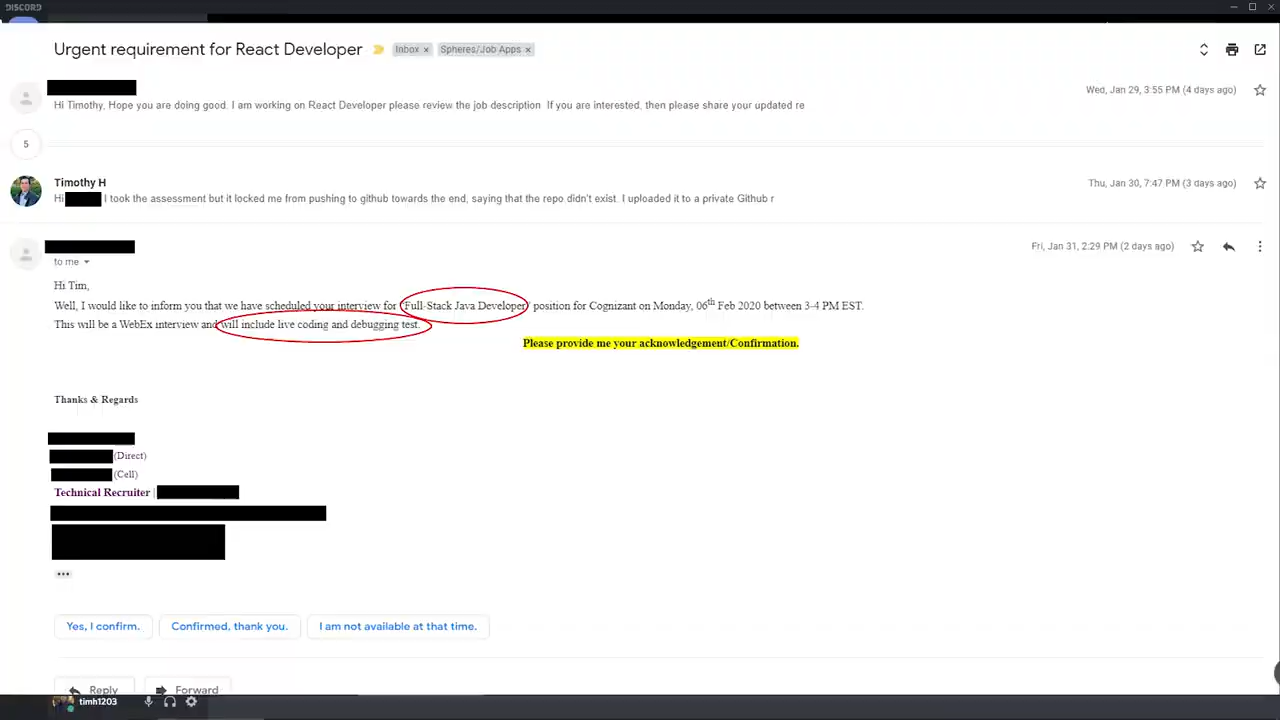 DISCORD
Urgent requirement for React Developer Inbox × Spheres/Job Apps ×
Wed, Jan 29, 3:55 PM (4 days ago)
Hi Timothy, Hope you are doing good. I am working on React Developer please review the job description If you are interested, then please share your updated re
5
Timothy H Thu, Jan 30, 7:47 PM (3 days ago)
Hi I took the assessment but it locked me from pushing to github towards the end, saying that the repo didn't exist. I uploaded it to a private Github r
Fri, Jan 31, 2:29 PM (2 days ago)
to me
Hi Tim,
Well, I would like to inform you that we have scheduled your interview for "Full-Stack Java Developer" position for Cognizant on Monday, 06th Feb 2020 between 3-4 PM EST.
This will be a WebEx interview and will include live coding and debugging test.
Please provide me your acknowledgement/Confirmation.
Thanks & Regards
(Direct)
(Cell)
Technical Recruiter |
Yes, I confirm. Confirmed, thank you. I am not available at that time.
Reply Forward
timh1203